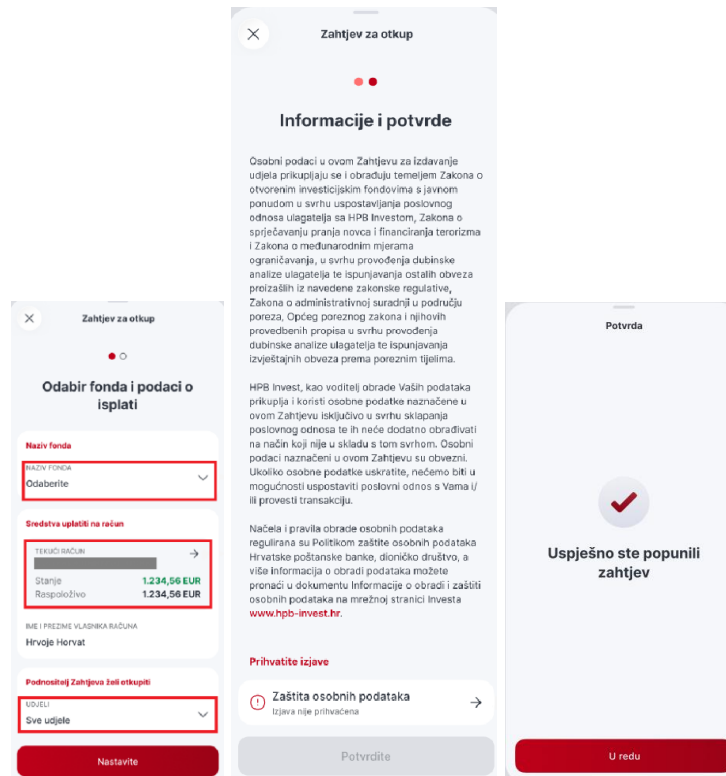 Zahtjev za otkup
Odabir fonda i podaci o
isplati
Naziv fonda
NAZIV FONDA
Odaberite
Sredstva uplatiti na račun
TEKUĆI RAČUN
Stanje 1.234,56 EUR
Raspoloživo 1.234,56 EUR
IME I PREZIME VLASNIKA RAČUNA
Hrvoje Horvat
Podnositelj Zahtjeva želi otkupiti
UDJELI
Sve udjele
Nastavite
Zahtjev za otkup
Informacije i potvrde
Osobni podaci u ovom Zahtjevu za izdavanje
udjela prikupljaju se i obrađuju temeljem Zakona o
otvorenim investicijskim fondovima s javnom
ponudom u svrhu uspostavljanja poslovnog
odnosa ulagatelja sa HPB Investom, Zakona o
sprječavanju pranja novca i financiranja terorizma
i Zakona o međunarodnim mjerama
ograničavanja, u svrhu provođenja dubinske
analize ulagatelja te ispunjavanja ostalih obveza
proizašlih iz navedene zakonske regulative,
Zakona o administrativnoj suradnji u području
poreza, Općeg poreznog zakona i njihovih
provedbenih propisa u svrhu provođenja
dubinske analize ulagatelja te ispunjavanja
izvještajnih obveza prema poreznim tijelima.
HPB Invest, kao voditelj obrade Vaših podataka
prikuplja i koristi osobne podatke naznačene u
ovom Zahtjevu isključivo u svrhu sklapanja
poslovnog odnosa te ih neće dodatno obrađivati
na način koji nije u skladu s tom svrhom. Osobni
podaci naznačeni u ovom Zahtjevu su obvezni.
Ukoliko osobne podatke uskratite, nećemo biti u
mogućnosti uspostaviti poslovni odnos s Vama i/
ili provesti transakciju.
Načela i pravila obrade osobnih podataka
regulirana su Politikom zaštite osobnih podataka
Hrvatske poštanske banke, dioničko društvo, a
više informacija o obradi podataka možete
pronaći u dokumentu Informacije o obradi i zaštiti
osobnih podataka na mrežnoj stranici Investa
www.hpb-invest.hr.
Prihvatite izjave
Zaštita osobnih podataka
Izjava nije prihvaćena
Potvrdite
Potvrda
Uspješno ste popunili
zahtjev
U redu